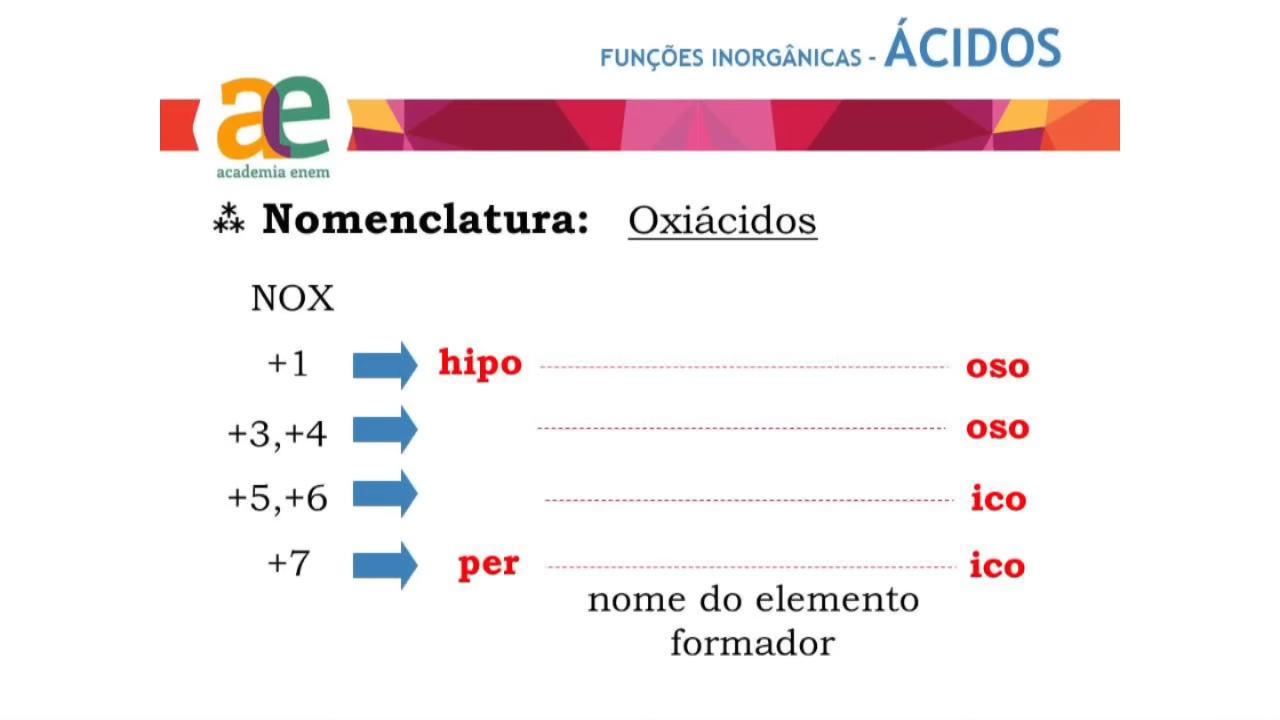 FUNÇÕES INORGÂNICAS - ÁCIDOS
ae
academia enem
⁂ Nomenclatura: Oxiácidos
NOX
+1 hipo oso
+3,+4 oso
+5,+6 ico
+7 per ico
nome do elemento
formador